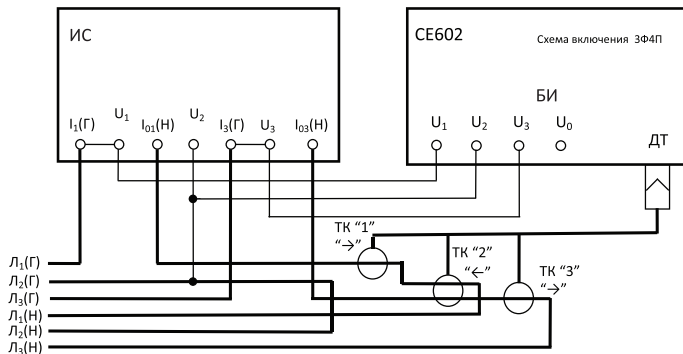 ИС
I₁(Г) U₁ I₀₁(Н) U₂ I₃(Г) U₃ I₀₃(Н)
СЕ602
Схема включения 3Ф4П
БИ
U₁ U₂ U₃ U₀
ДТ
ТК “1”
“→”
ТК “2”
“←”
ТК “3”
“→”
Л₁(Г)
Л₂(Г)
Л₃(Г)
Л₁(Н)
Л₂(Н)
Л₃(Н)